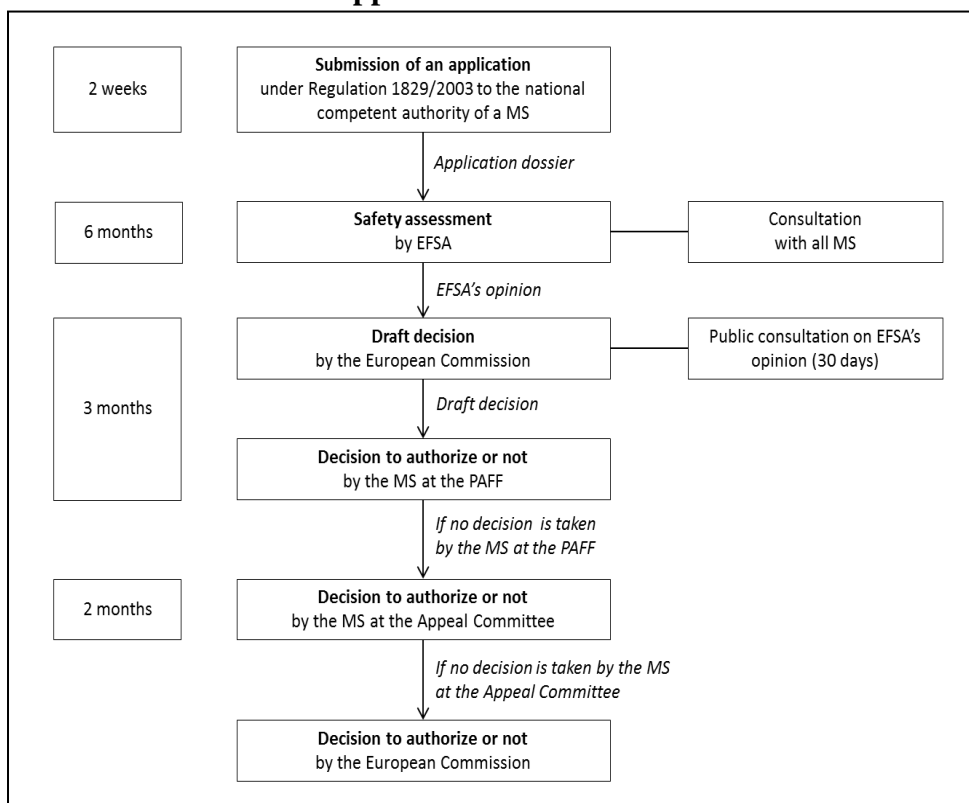 2 weeks
Submission of an application
under Regulation 1829/2003 to the national
competent authority of a MS
Application dossier
6 months
Safety assessment
by EFSA
Consultation
with all MS
EFSA's opinion
3 months
Draft decision
by the European Commission
Public consultation on EFSA's
opinion (30 days)
Draft decision
Decision to authorize or not
by the MS at the PAFF
If no decision is taken
by the MS at the PAFF
2 months
Decision to authorize or not
by the MS at the Appeal Committee
If no decision is taken by the MS
at the Appeal Committee
Decision to authorize or not
by the European Commission